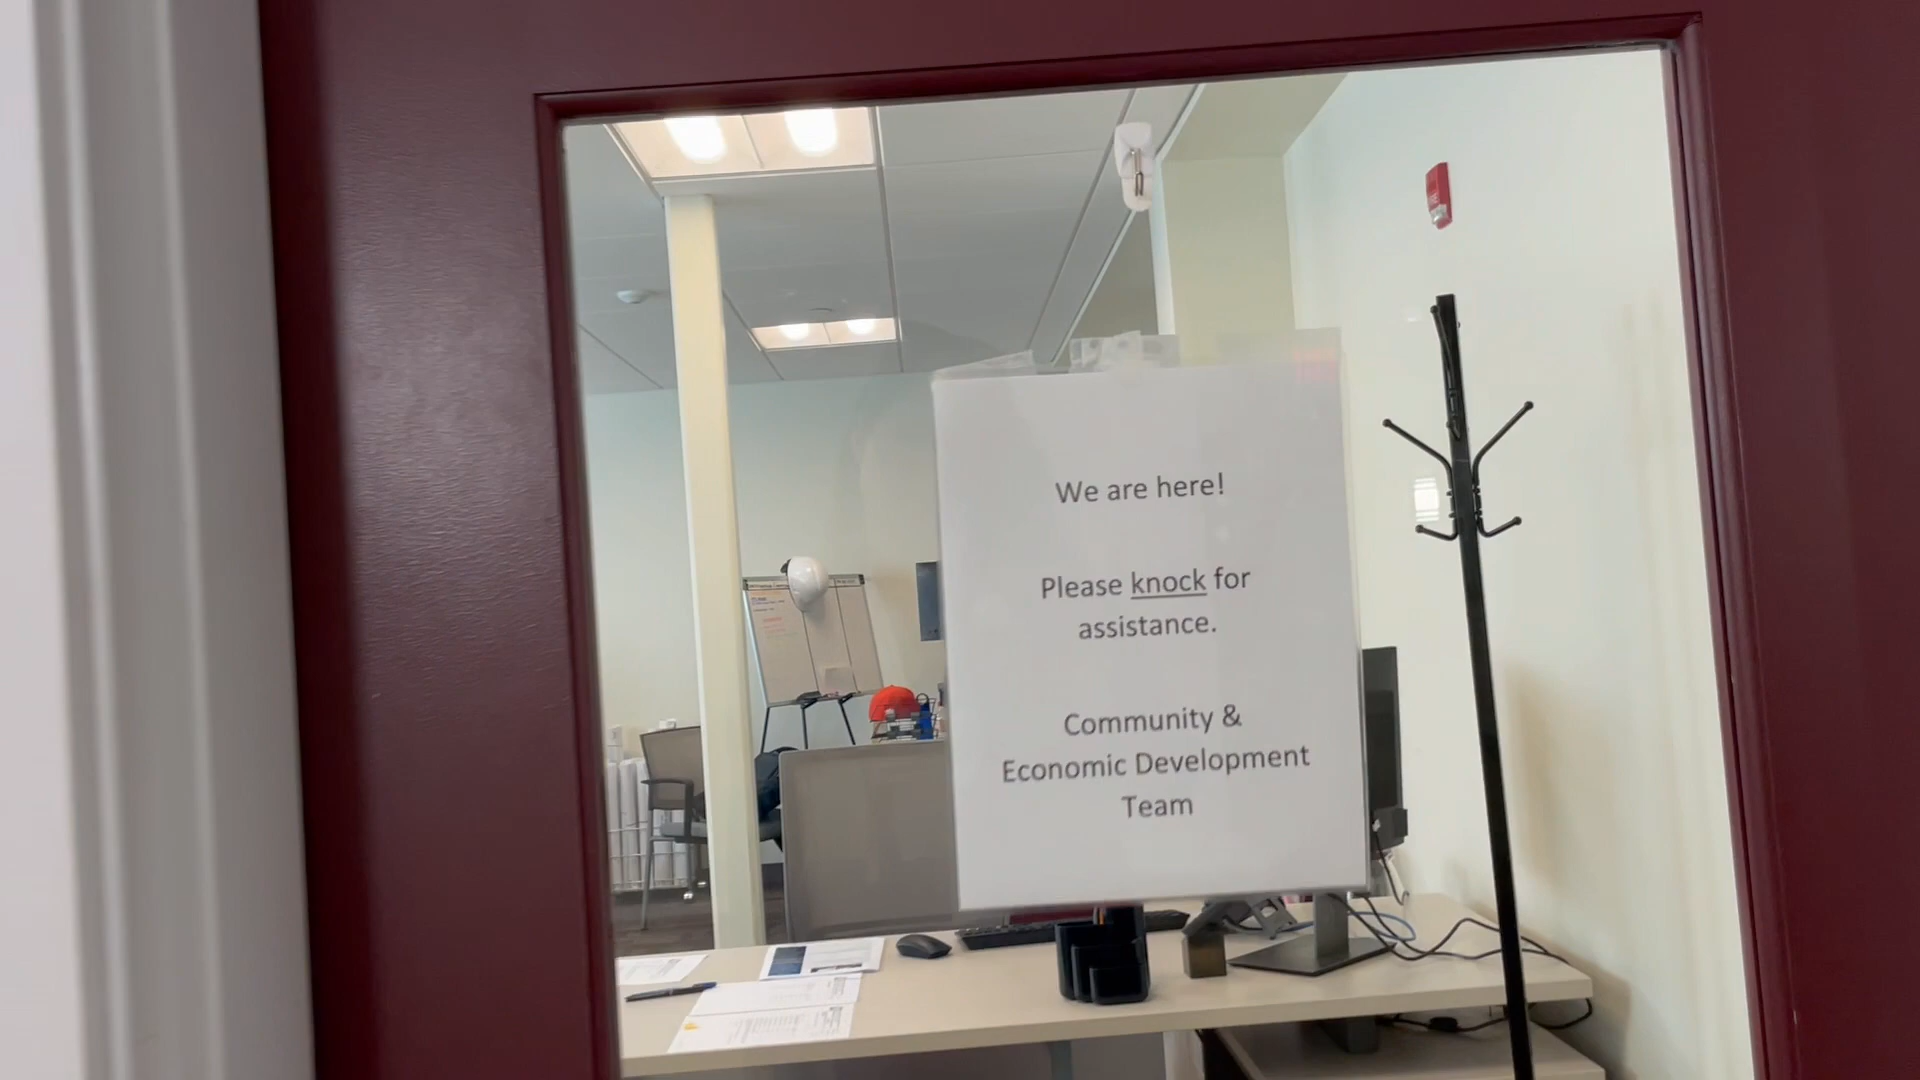 We are here!
Please knock for
assistance.
Community &
Economic Development
Team